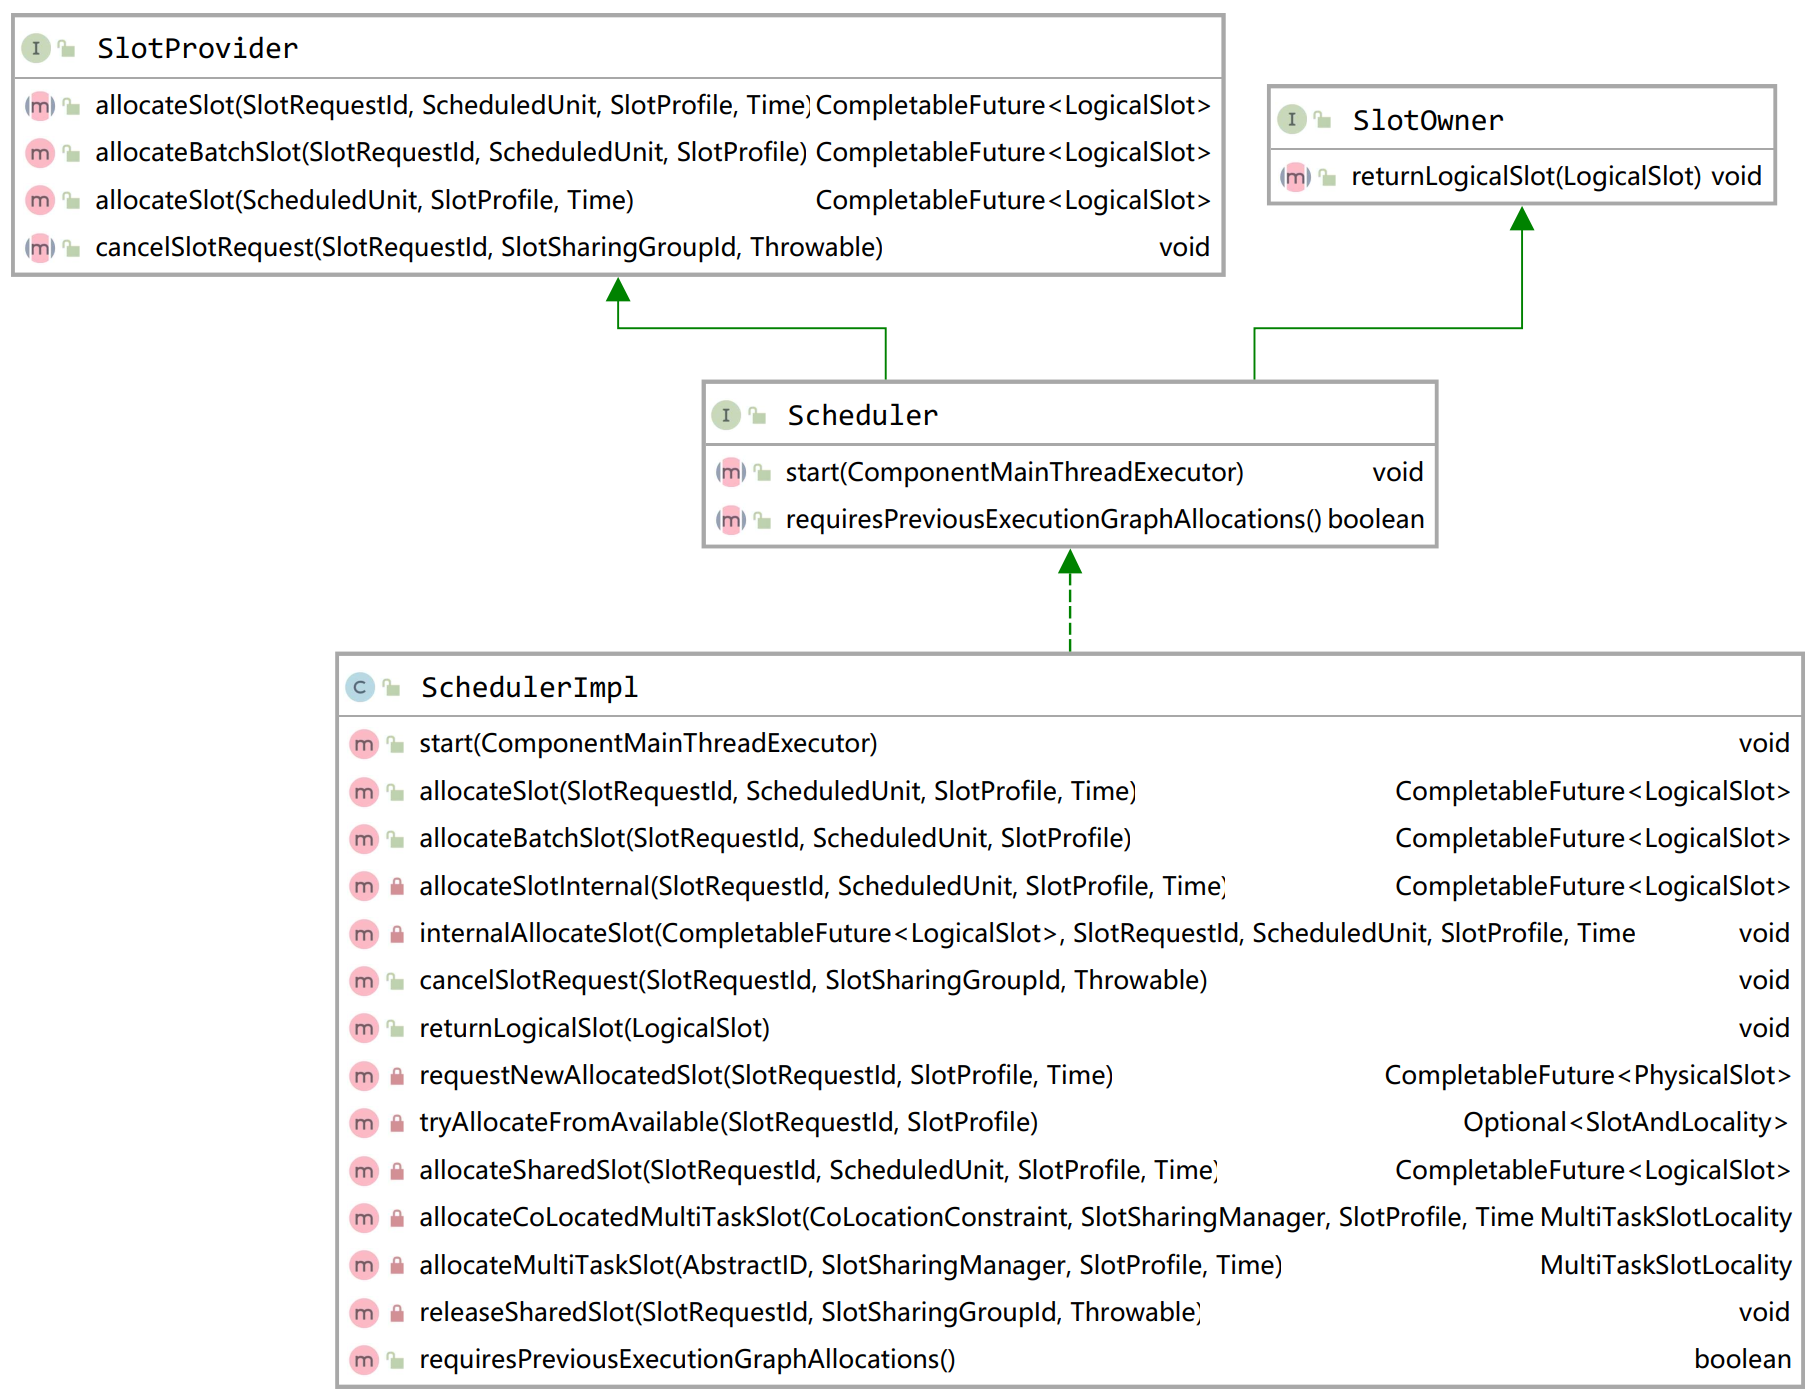 SlotProvider
allocateSlot(SlotRequestId, ScheduledUnit, SlotProfile, Time) CompletableFuture<LogicalSlot>
allocateBatchSlot(SlotRequestId, ScheduledUnit, SlotProfile) CompletableFuture<LogicalSlot>
allocateSlot(ScheduledUnit, SlotProfile, Time) CompletableFuture<LogicalSlot>
cancelSlotRequest(SlotRequestId, SlotSharingGroupId, Throwable) void
SlotOwner
returnLogicalSlot(LogicalSlot) void
Scheduler
start(ComponentMainThreadExecutor) void
requiresPreviousExecutionGraphAllocations() boolean
SchedulerImpl
start(ComponentMainThreadExecutor) void
allocateSlot(SlotRequestId, ScheduledUnit, SlotProfile, Time) CompletableFuture<LogicalSlot>
allocateBatchSlot(SlotRequestId, ScheduledUnit, SlotProfile) CompletableFuture<LogicalSlot>
allocateSlotInternal(SlotRequestId, ScheduledUnit, SlotProfile, Time) CompletableFuture<LogicalSlot>
internalAllocateSlot(CompletableFuture<LogicalSlot>, SlotRequestId, ScheduledUnit, SlotProfile, Time void
cancelSlotRequest(SlotRequestId, SlotSharingGroupId, Throwable) void
returnLogicalSlot(LogicalSlot) void
requestNewAllocatedSlot(SlotRequestId, SlotProfile, Time) CompletableFuture<PhysicalSlot>
tryAllocateFromAvailable(SlotRequestId, SlotProfile) Optional<SlotAndLocality>
allocateSharedSlot(SlotRequestId, ScheduledUnit, SlotProfile, Time) CompletableFuture<LogicalSlot>
allocateCoLocatedMultiTaskSlot(CoLocationConstraint, SlotSharingManager, SlotProfile, Time MultiTaskSlotLocality
allocateMultiTaskSlot(AbstractID, SlotSharingManager, SlotProfile, Time) MultiTaskSlotLocality
releaseSharedSlot(SlotRequestId, SlotSharingGroupId, Throwable) void
requiresPreviousExecutionGraphAllocations() boolean